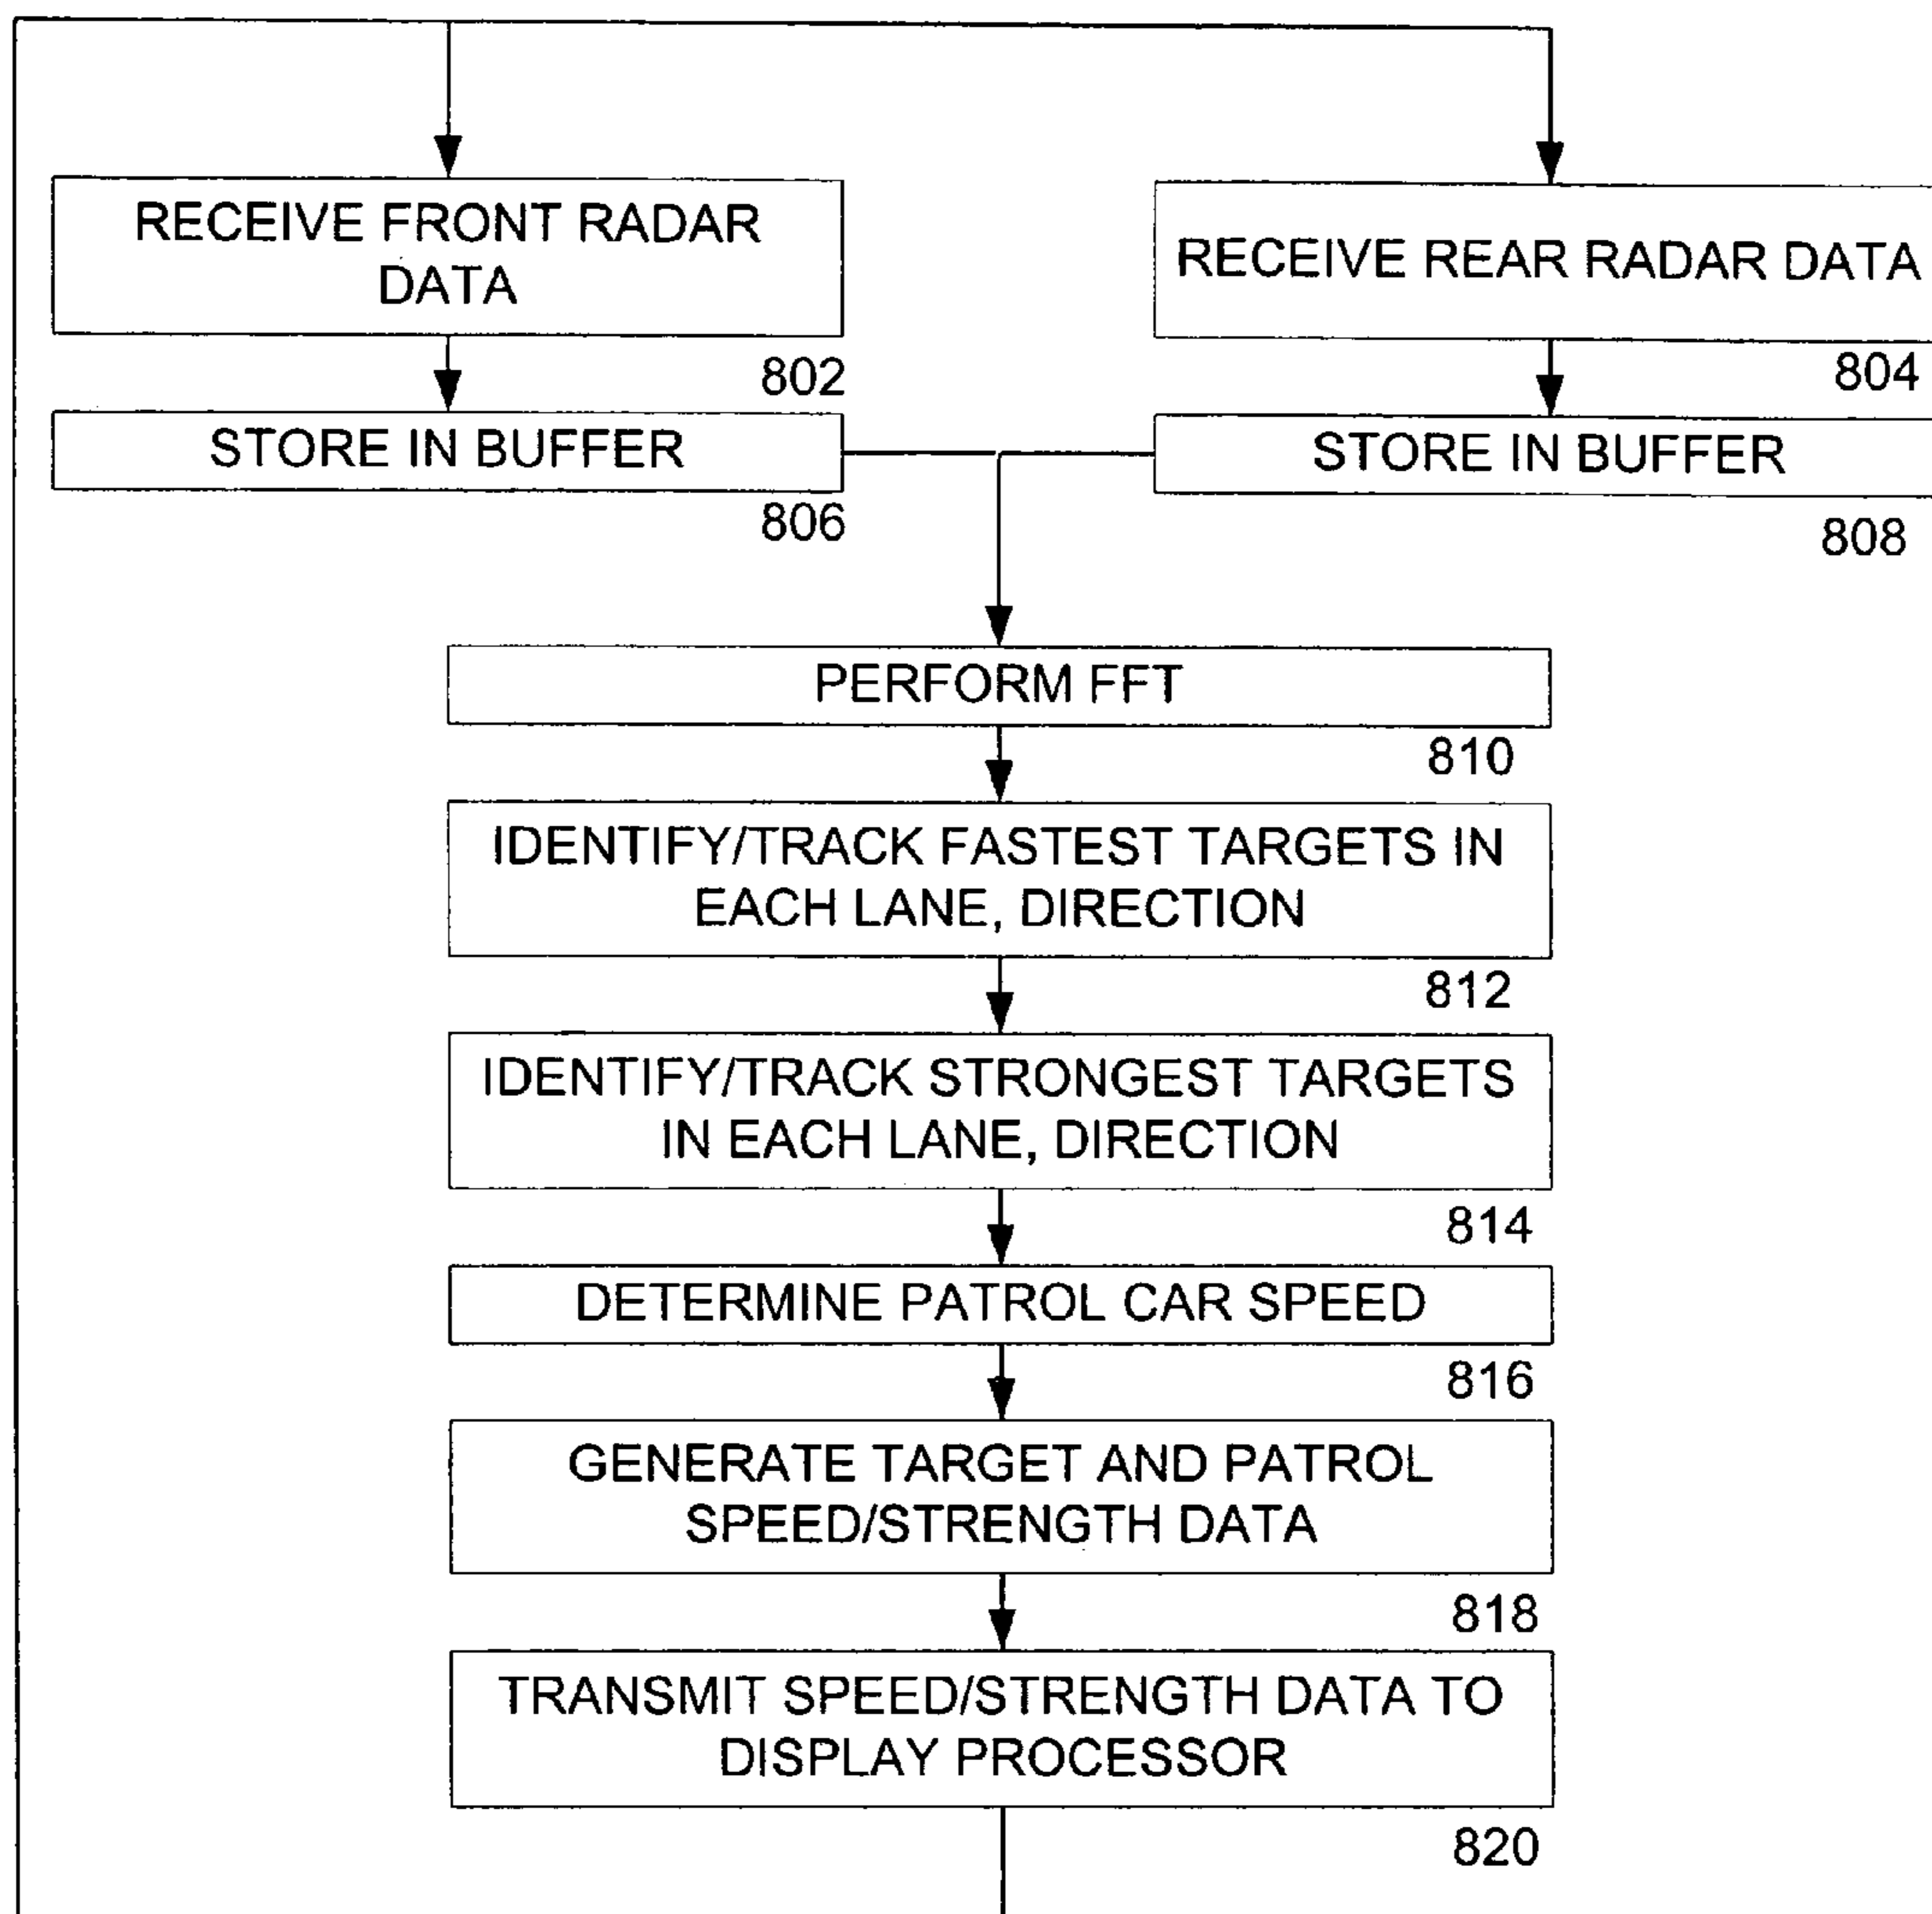 RECEIVE FRONT RADAR
DATA
802
RECEIVE REAR RADAR DATA
804
STORE IN BUFFER
806
STORE IN BUFFER
808
PERFORM FFT
810
IDENTIFY/TRACK FASTEST TARGETS IN
EACH LANE, DIRECTION
812
IDENTIFY/TRACK STRONGEST TARGETS
IN EACH LANE, DIRECTION
814
DETERMINE PATROL CAR SPEED
816
GENERATE TARGET AND PATROL
SPEED/STRENGTH DATA
818
TRANSMIT SPEED/STRENGTH DATA TO
DISPLAY PROCESSOR
820